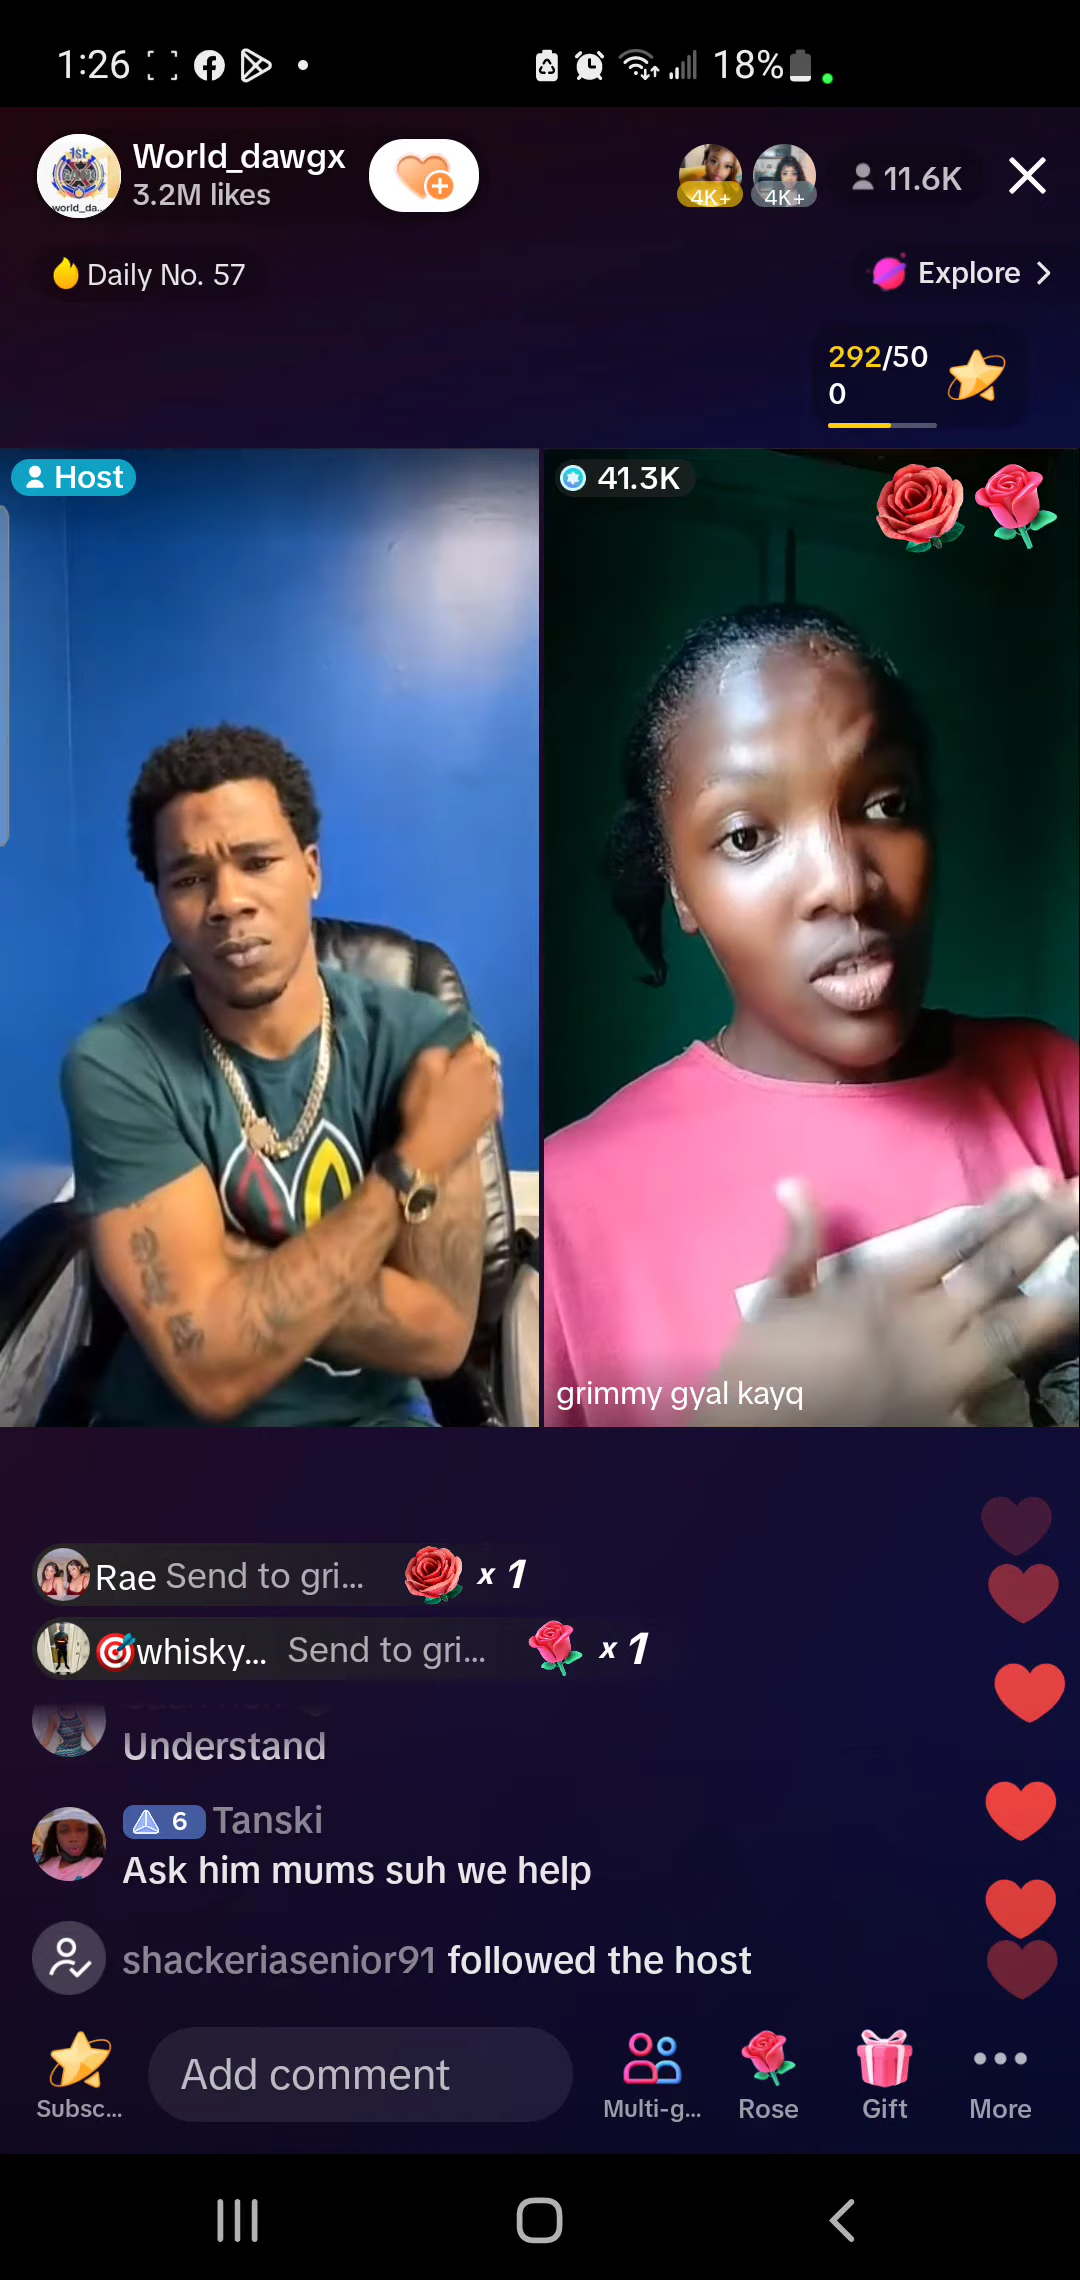 1:26
18%
World_dawgx
3.2M likes
4K+
4K+
11.6K
Daily No. 57
Explore
292/50
0
Host
41.3K
grimmy gyal kayq
Rae Send to gri... x 1
whisky... Send to gri... x 1
Understand
6 Tanski
Ask him mums suh we help
shackeriasenior91 followed the host
Subsc...
Add comment
Multi-g...
Rose
Gift
More